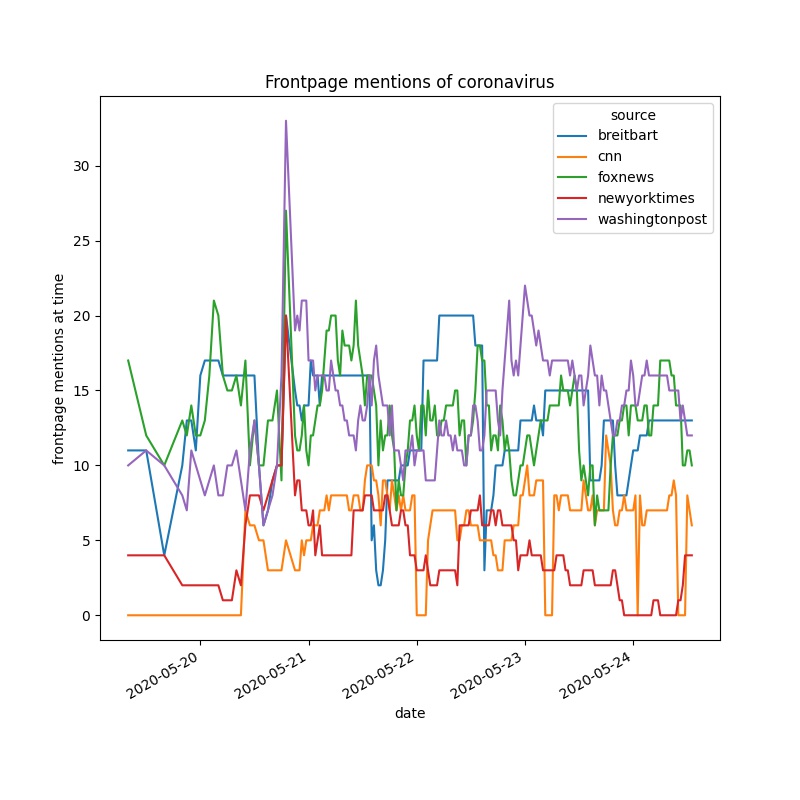 Frontpage mentions of coronavirus
source
breitbart
cnn
foxnews
newyorktimes
washingtonpost
frontpage mentions at time
30
25
20
15
10
5
0
2020-05-20
2020-05-21
2020-05-22
2020-05-23
2020-05-24
date